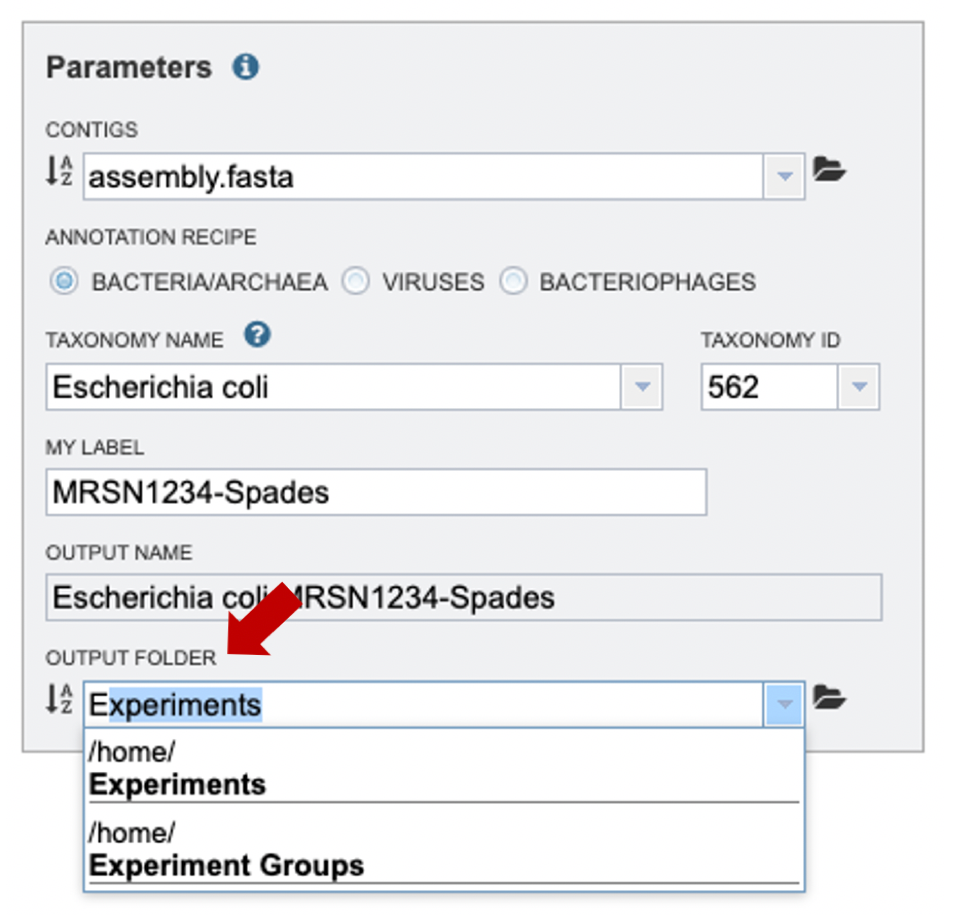 Parameters
CONTIGS
assembly.fasta
ANNOTATION RECIPE
BACTERIA/ARCHAEA VIRUSES BACTERIOPHAGES
TAXONOMY NAME TAXONOMY ID
Escherichia coli 562
MY LABEL
MRSN1234-Spades
OUTPUT NAME
Escherichia coli MRSN1234-Spades
OUTPUT FOLDER
Experiments
/home/
Experiments
/home/
Experiment Groups